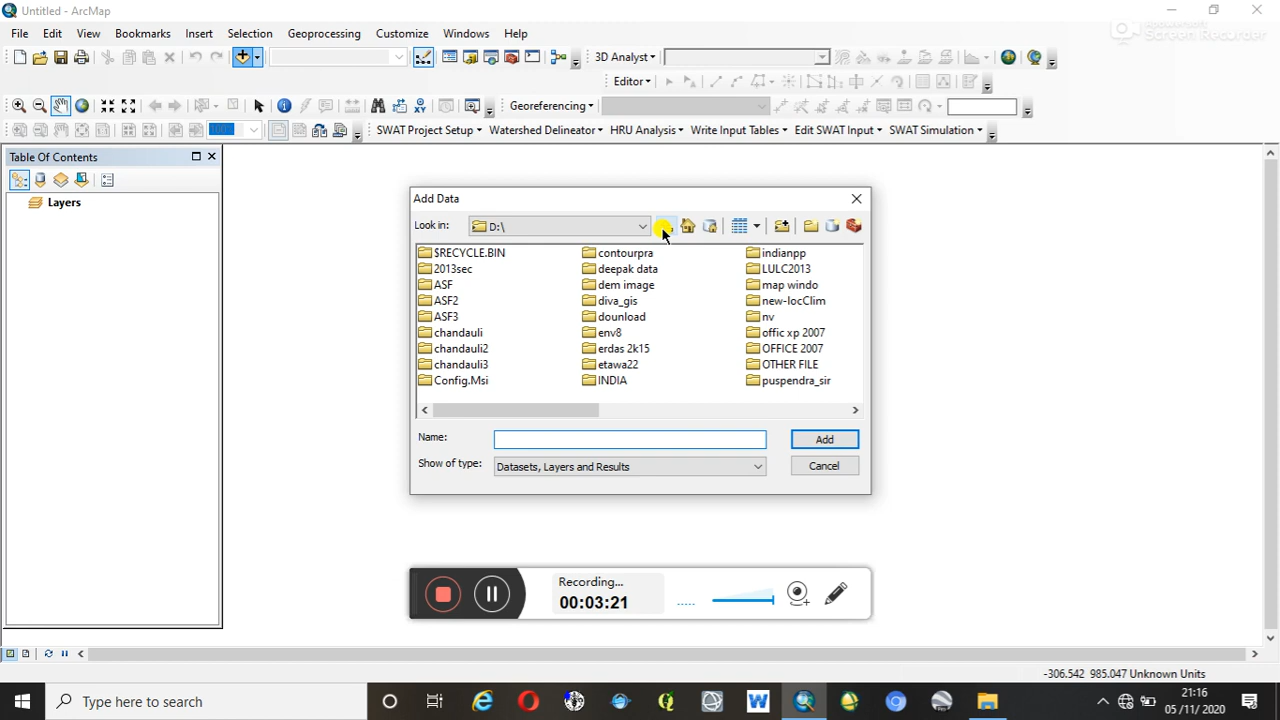 Untitled - ArcMap
Apowersoft
Screen Recorder
File Edit View Bookmarks Insert Selection Geoprocessing Customize Windows Help
3D Analyst
Editor
Georeferencing
SWAT Project Setup Watershed Delineator HRU Analysis Write Input Tables Edit SWAT Input SWAT Simulation
Table Of Contents
Layers
Add Data
Look in: D:\
$RECYCLE.BIN contourpra indianpp
2013sec deepak data LULC2013
ASF dem image map windo
ASF2 diva_gis new-locClim
ASF3 dounload nv
chandauli env8 offic xp 2007
chandauli2 erdas 2k15 OFFICE 2007
chandauli3 etawa22 OTHER FILE
Config.Msi INDIA puspendra_sir
Name: Add
Show of type: Datasets, Layers and Results Cancel
Recording...
00:03:21
-306.542 985.047 Unknown Units
Type here to search
21:16
05/11/2020